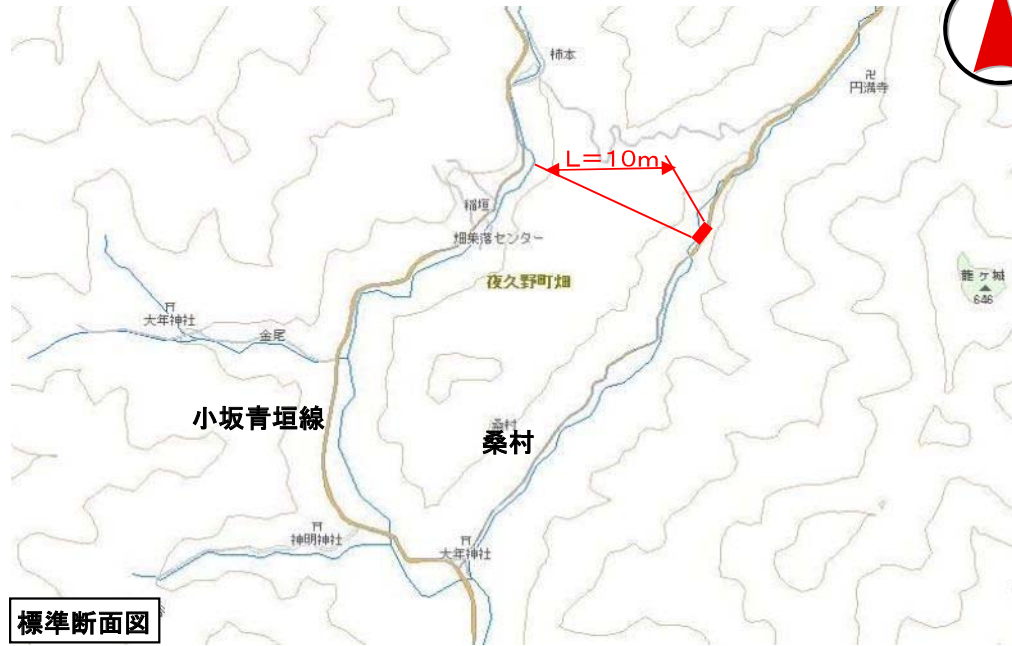 柿本
卍
円満寺
L=10m
稲垣
畑集落センター
夜久野町畑
龍ヶ城
▲
646
大年神社
金尾
小坂青垣線
桑村
桑村
神明神社
大年神社
標準断面図